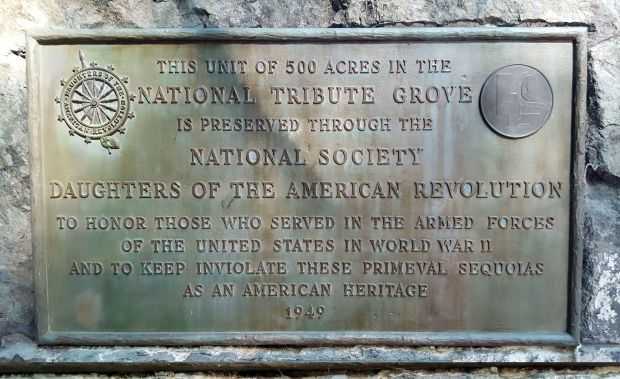 THIS UNIT OF 500 ACRES IN THE
NATIONAL TRIBUTE GROVE
IS PRESERVED THROUGH THE
NATIONAL SOCIETY
DAUGHTERS OF THE AMERICAN REVOLUTION
TO HONOR THOSE WHO SERVED IN THE ARMED FORCES
OF THE UNITED STATES IN WORLD WAR II
AND TO KEEP INVIOLATE THESE PRIMEVAL SEQUOIAS
AS AN AMERICAN HERITAGE
1949